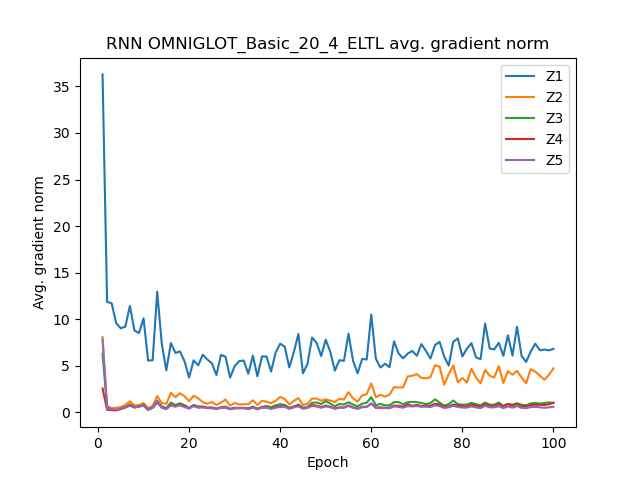 RNN OMNIGLOT_Basic_20_4_ELTL avg. gradient norm
Z1
Z2
Z3
Z4
Z5
Avg. gradient norm
35
30
25
20
15
10
5
0
0 20 40 60 80 100
Epoch